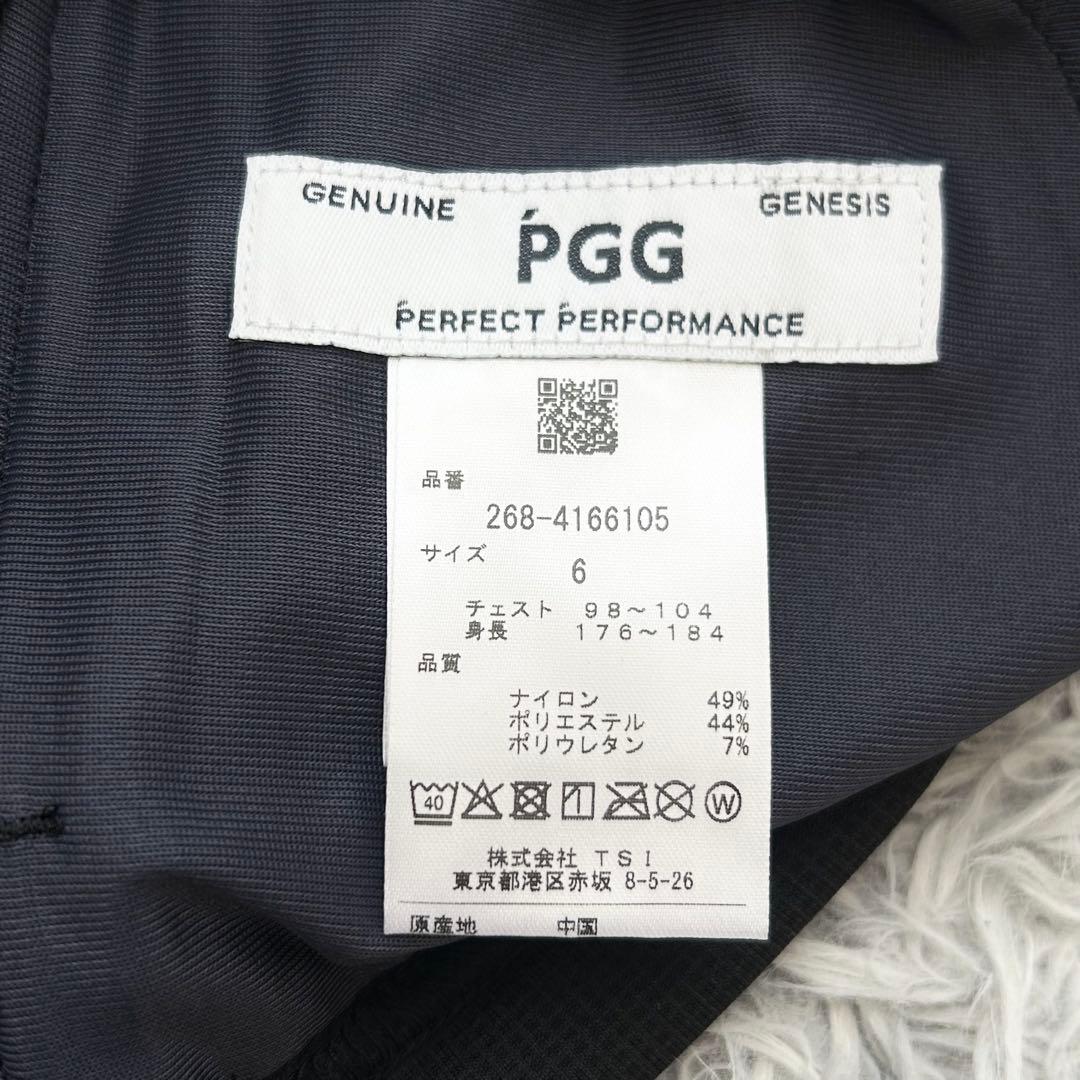 GENUINE GENESIS
ṔGG
ṔERFECT ṔERFORMANCE
品番
268-4166105
サイズ
6
チェスト 98～104
身長 176～184
品質
ナイロン 49%
ポリエステル 44%
ポリウレタン 7%
40
W
株式会社 TSI
東京都港区赤坂 8-5-26
原産地 中国